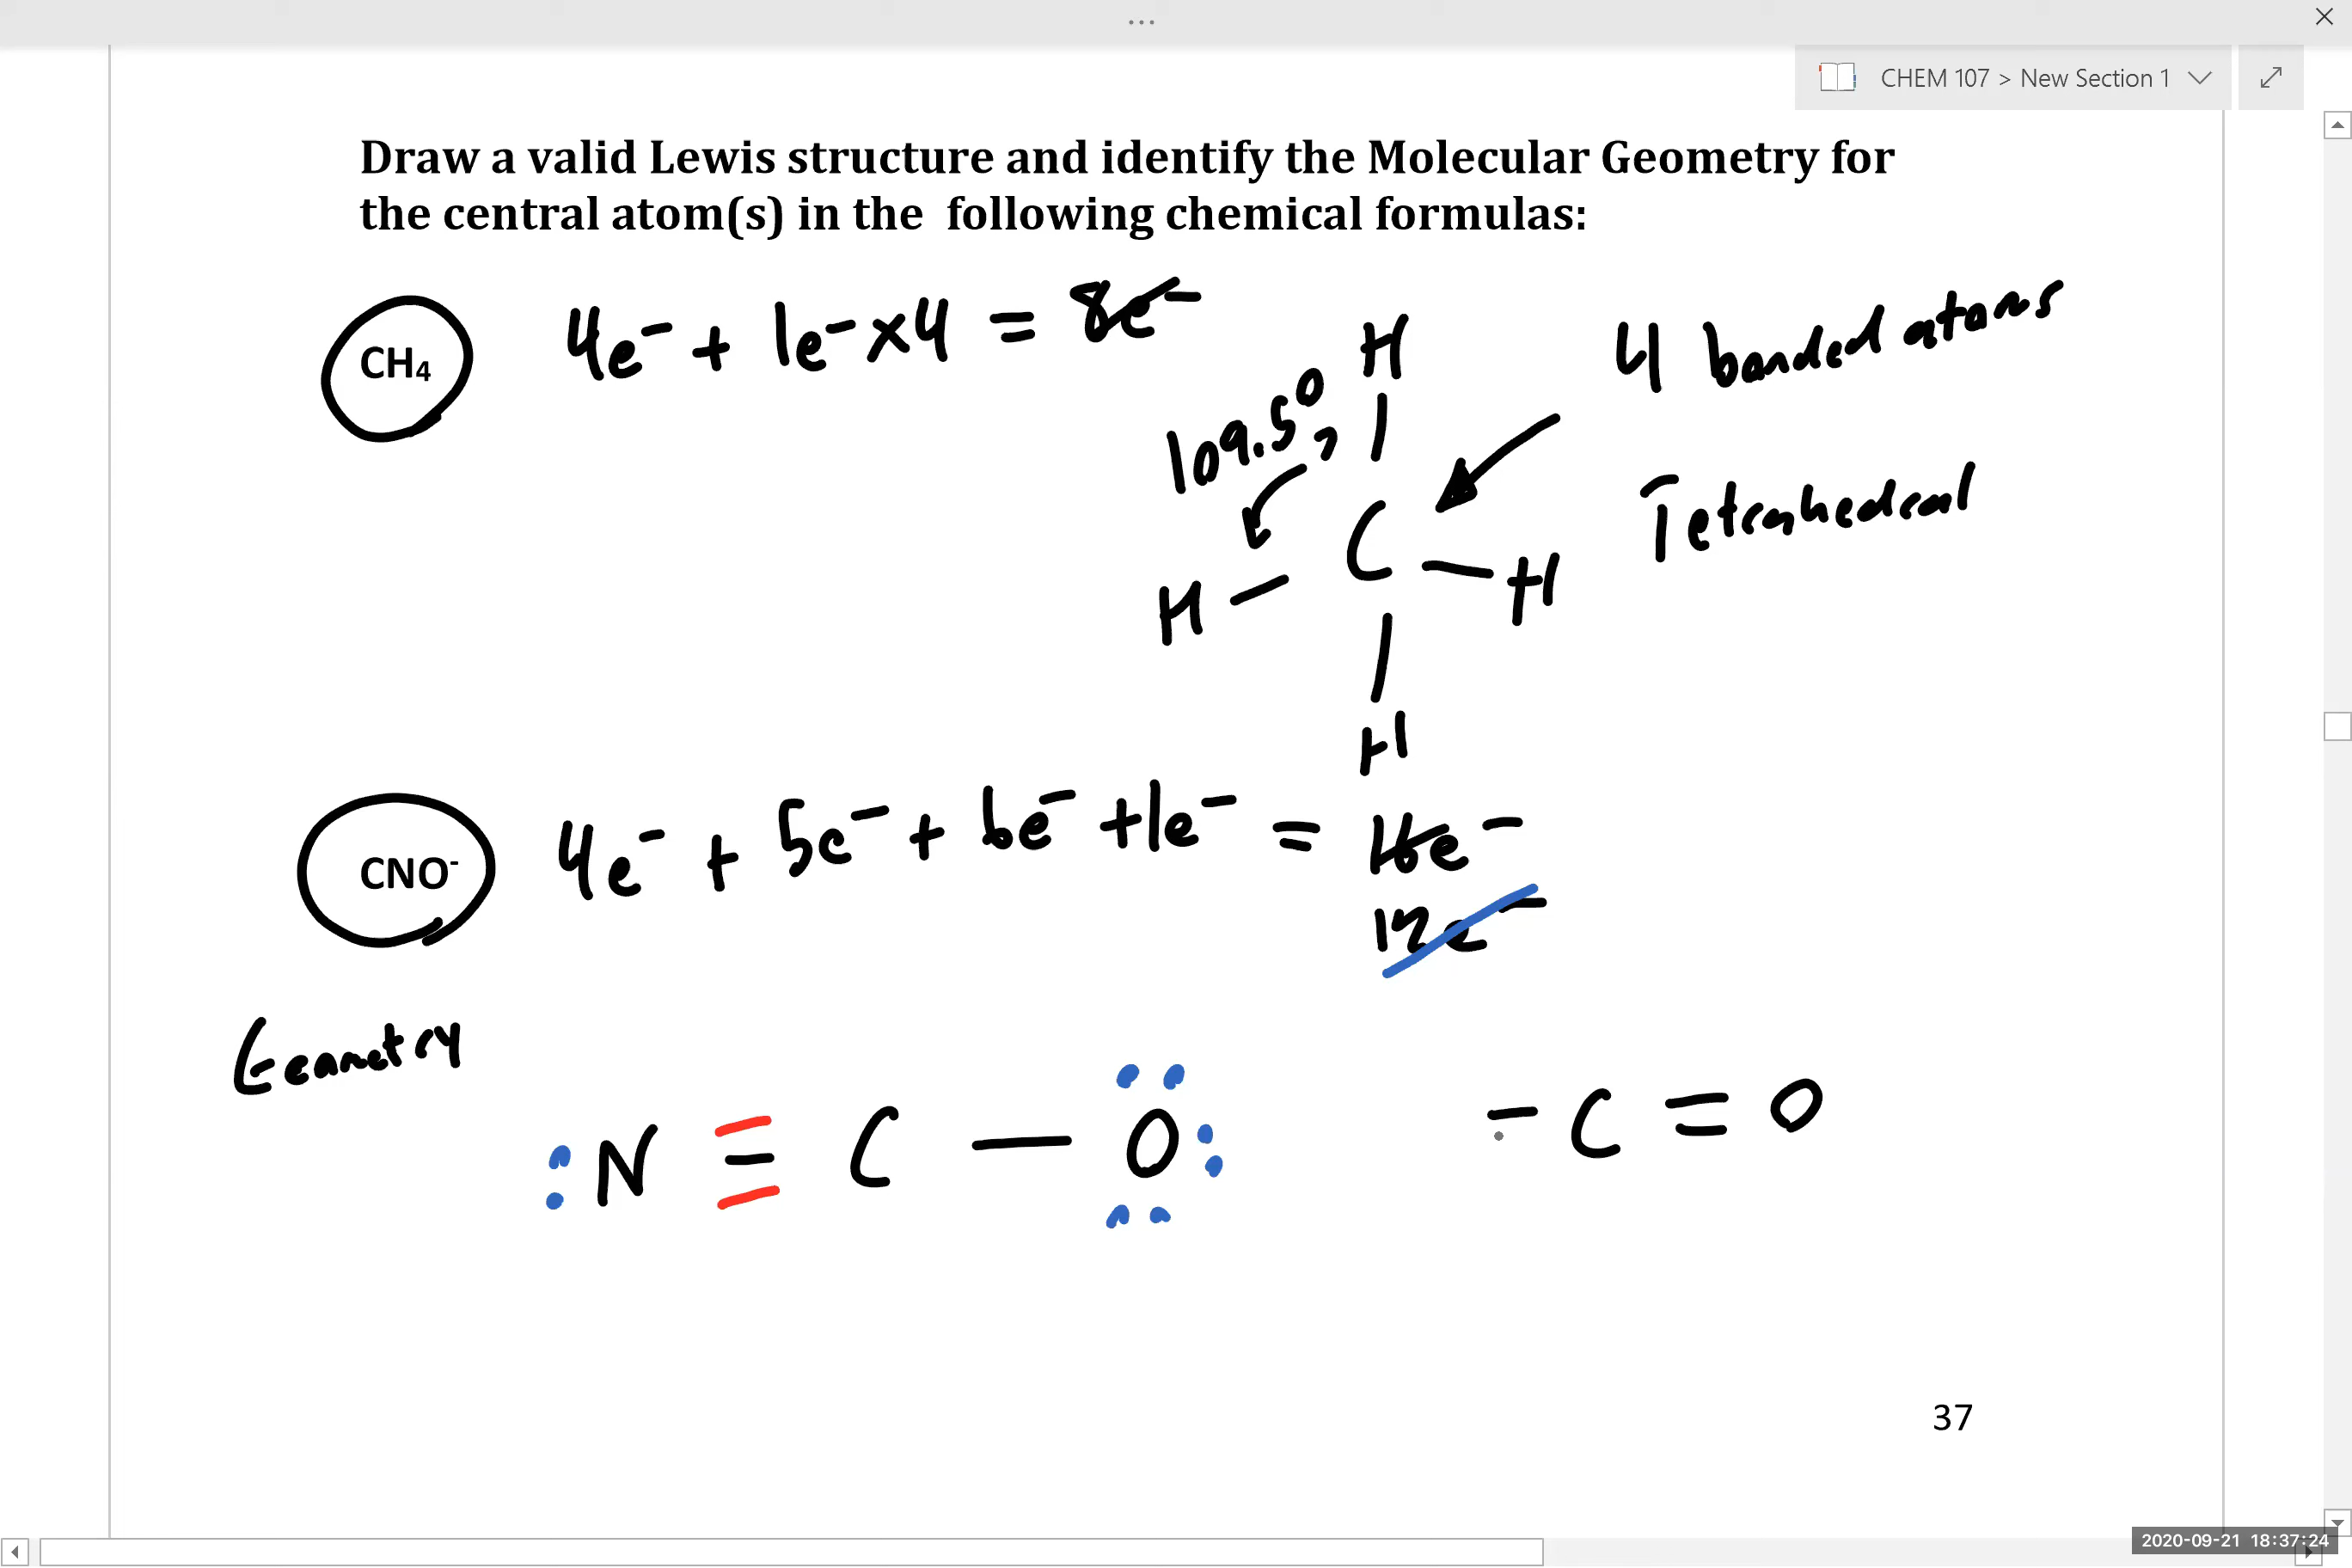 CHEM 107 > New Section 1
Draw a valid Lewis structure and identify the Molecular Geometry for
the central atom(s) in the following chemical formulas:
CH₄
4e⁻ + 1e⁻ x4 = 8e⁻
H
4 bonded atoms
109.5°
C
H
H
Tetrahedral
H
CNO⁻
4e⁻ + 5e⁻ + 6e⁻ + 1e⁻ = 16e⁻
12e⁻
Geometry
:N ≡ C — O:
– C = O
37
2020-09-21 18:37:24